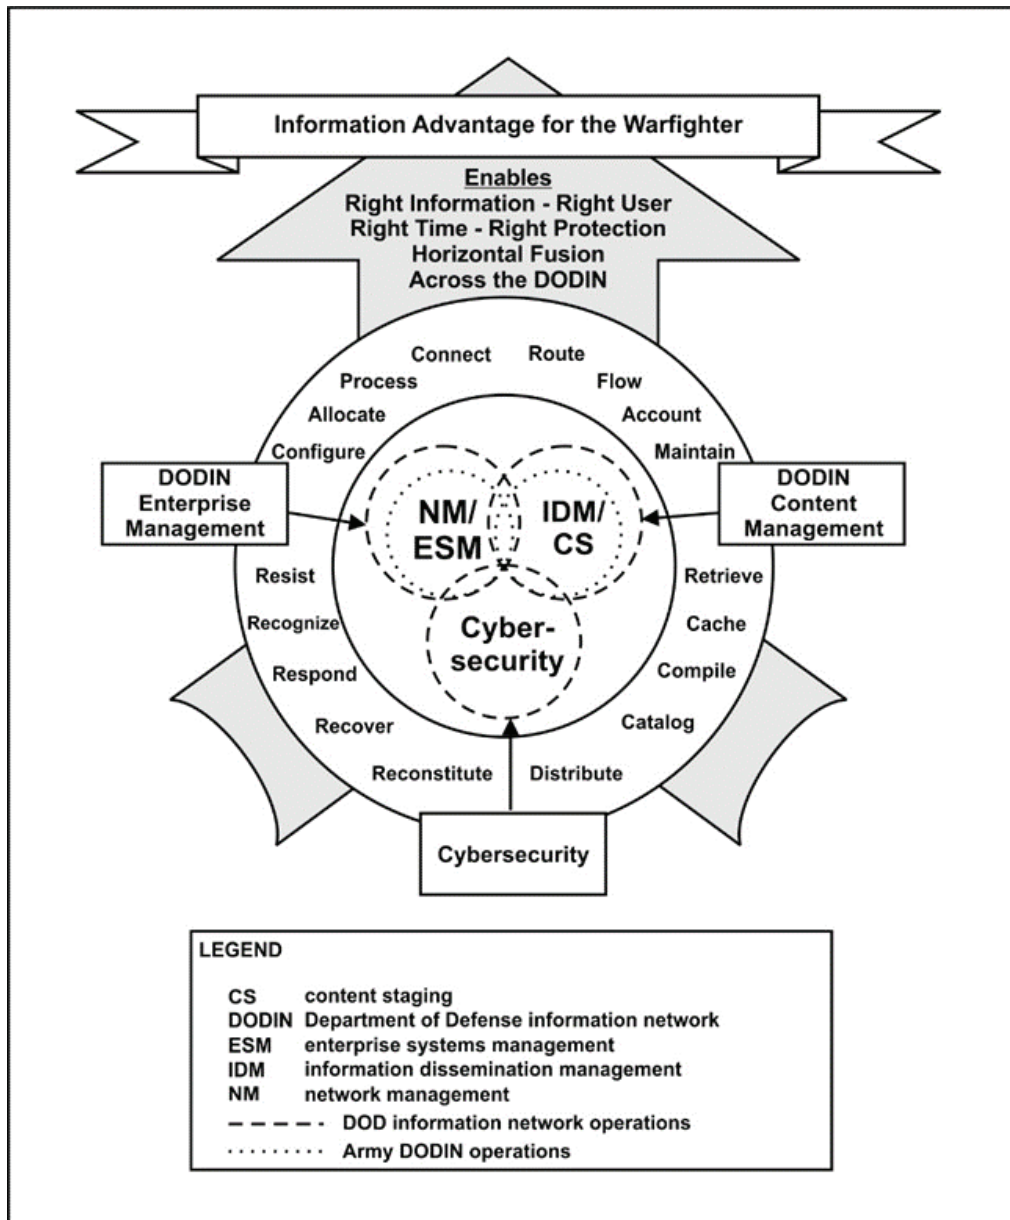 Information Advantage for the Warfighter
Enables
Right Information - Right User
Right Time - Right Protection
Horizontal Fusion
Across the DODIN
Connect
Route
Process
Flow
Allocate
Account
Configure
Maintain
DODIN
Enterprise
Management
NM/
ESM
IDM/
CS
DODIN
Content
Management
Resist
Retrieve
Recognize
Cache
Cyber-
security
Respond
Compile
Recover
Catalog
Reconstitute
Distribute
Cybersecurity
LEGEND
CS content staging
DODIN Department of Defense information network
ESM enterprise systems management
IDM information dissemination management
NM network management
DOD information network operations
Army DODIN operations